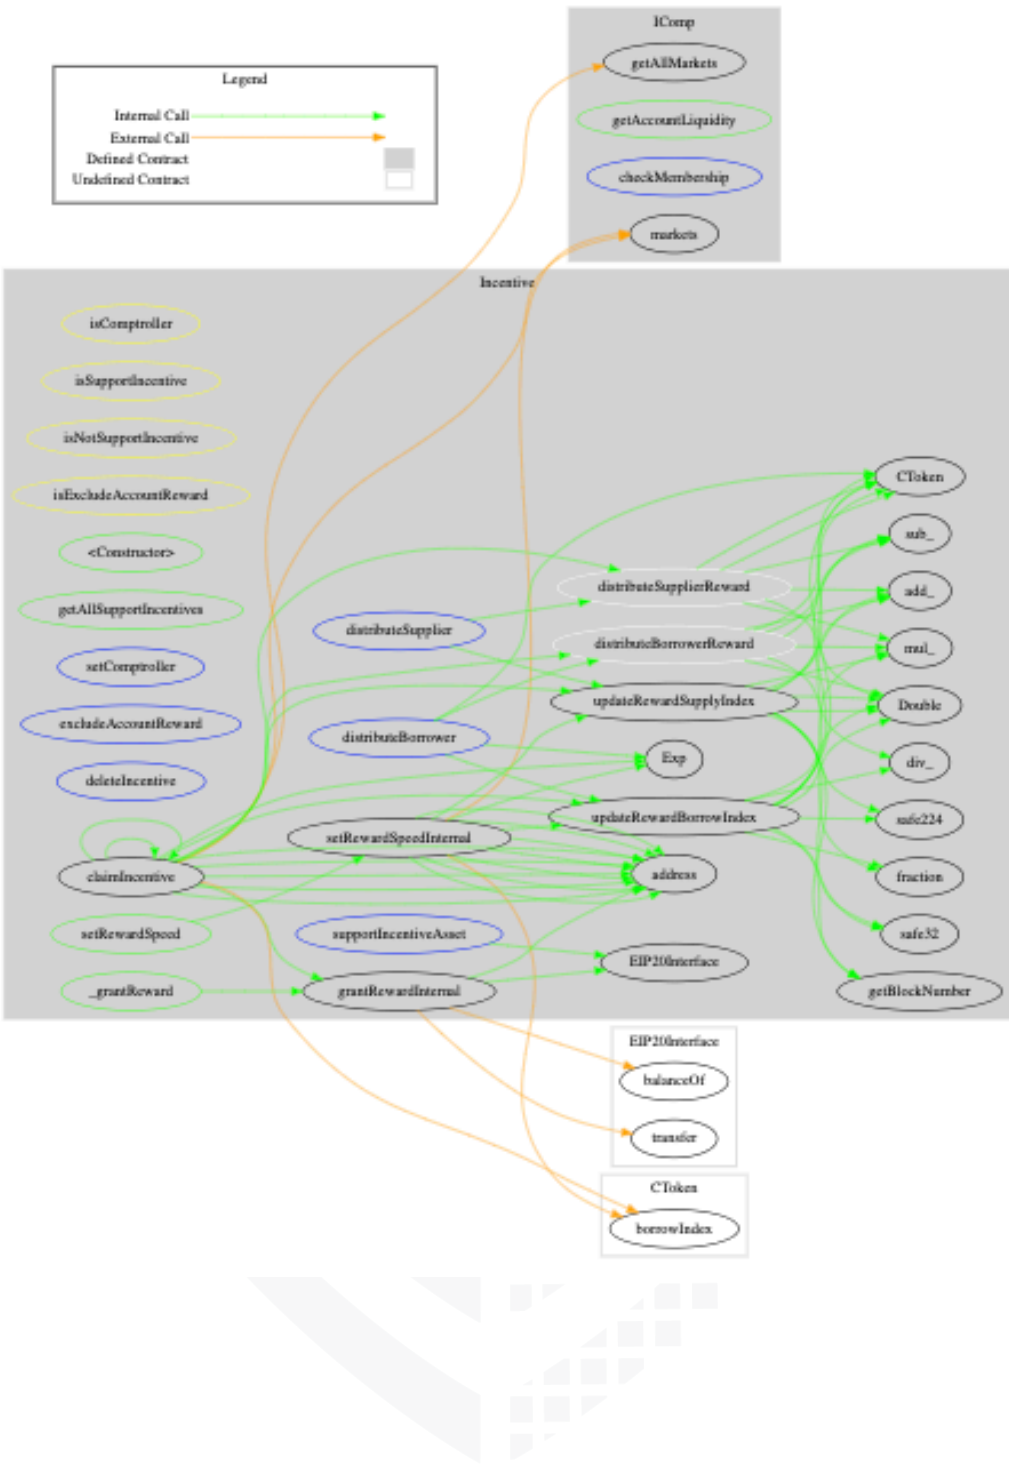 IComp
getAllMarkets
getAccountLiquidity
checkMembership
markets
Legend
Internal Call
External Call
Defined Contract
Undefined Contract
Incentive
isComptroller
isSupportIncentive
isNotSupportIncentive
isExcludeAccountReward
<Constructor>
getAllSupportIncentives
setComptroller
excludeAccountReward
deleteIncentive
claimIncentive
setRewardSpeed
_grantReward
distributeSupplier
distributeBorrower
setRewardSpeedInternal
supportIncentiveAsset
grantRewardInternal
distributeSupplierReward
distributeBorrowerReward
updateRewardSupplyIndex
Exp
updateRewardBorrowIndex
address
EIP20Interface
CToken
sub_
add_
mul_
Double
div_
safe224
fraction
safe32
getBlockNumber
EIP20Interface
balanceOf
transfer
CToken
borrowIndex